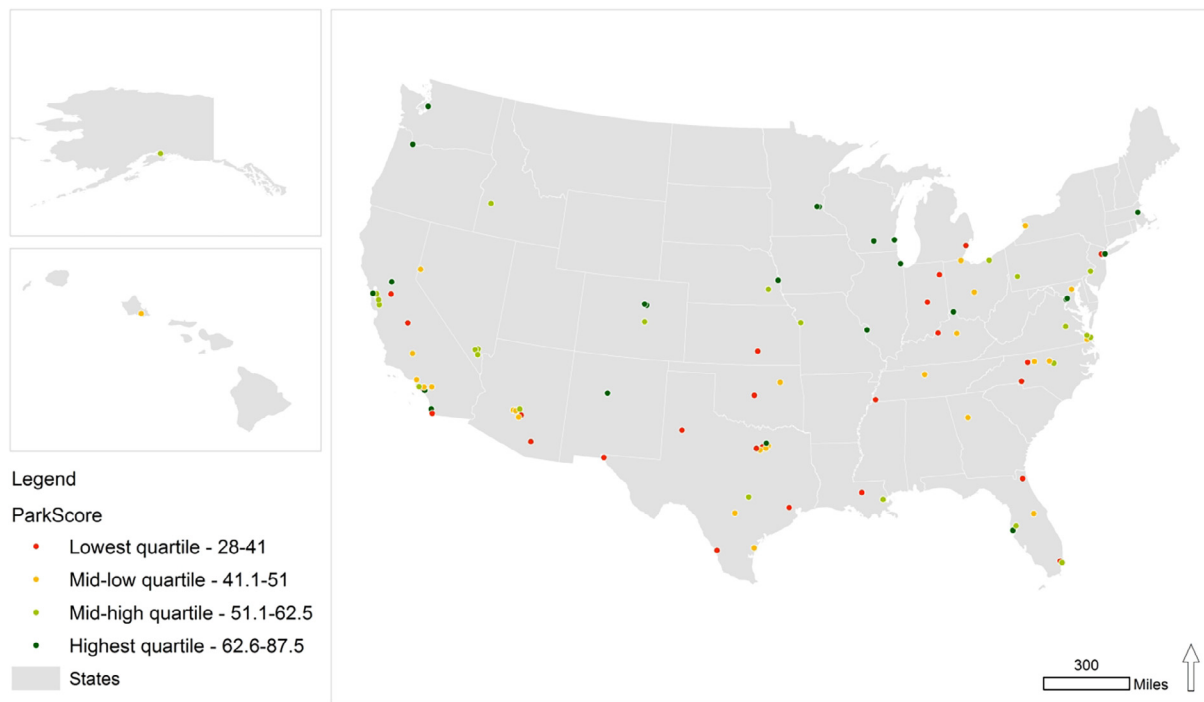 Legend
ParkScore
Lowest quartile - 28-41
Mid-low quartile - 41.1-51
Mid-high quartile - 51.1-62.5
Highest quartile - 62.6-87.5
States
300
Miles